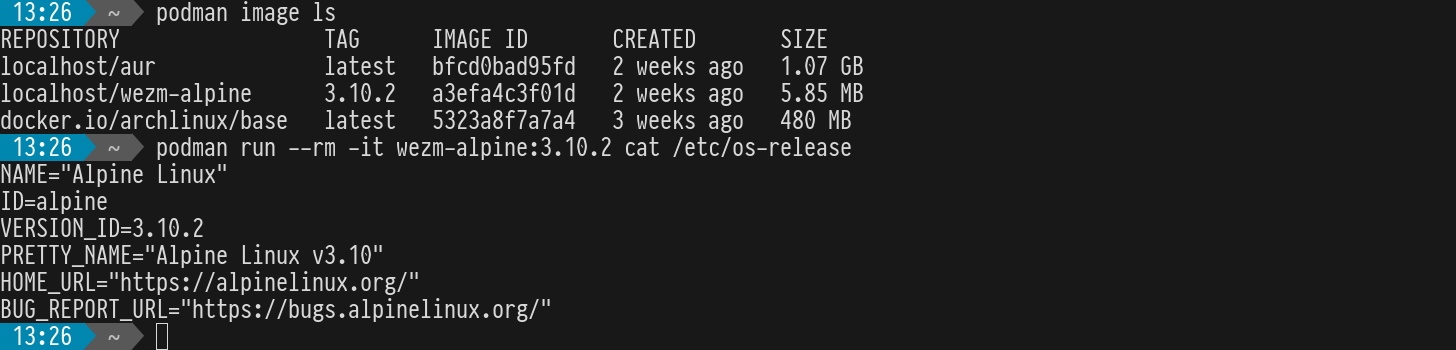 13:26 ~ podman image ls
REPOSITORY TAG IMAGE ID CREATED SIZE
localhost/aur latest bfcd0bad95fd 2 weeks ago 1.07 GB
localhost/wezm-alpine 3.10.2 a3efa4c3f01d 2 weeks ago 5.85 MB
docker.io/archlinux/base latest 5323a8f7a7a4 3 weeks ago 480 MB
13:26 ~ podman run --rm -it wezm-alpine:3.10.2 cat /etc/os-release
NAME="Alpine Linux"
ID=alpine
VERSION_ID=3.10.2
PRETTY_NAME="Alpine Linux v3.10"
HOME_URL="https://alpinelinux.org/"
BUG_REPORT_URL="https://bugs.alpinelinux.org/"
13:26 ~